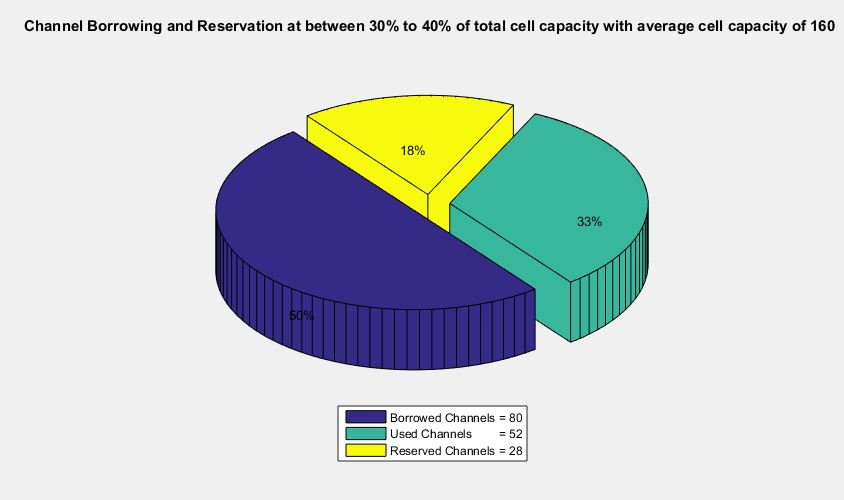 Channel Borrowing and Reservation at between 30% to 40% of total cell capacity with average cell capacity of 160
18%
33%
50%
Borrowed Channels = 80
Used Channels = 52
Reserved Channels = 28